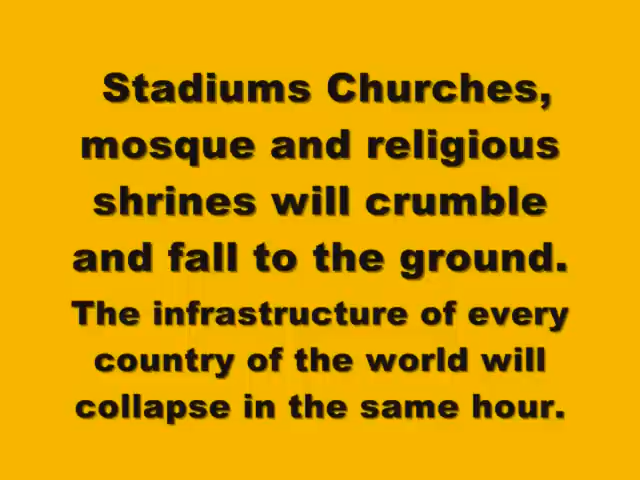 Stadiums Churches,
mosque and religious
shrines will crumble
and fall to the ground.
The infrastructure of every
country of the world will
collapse in the same hour.